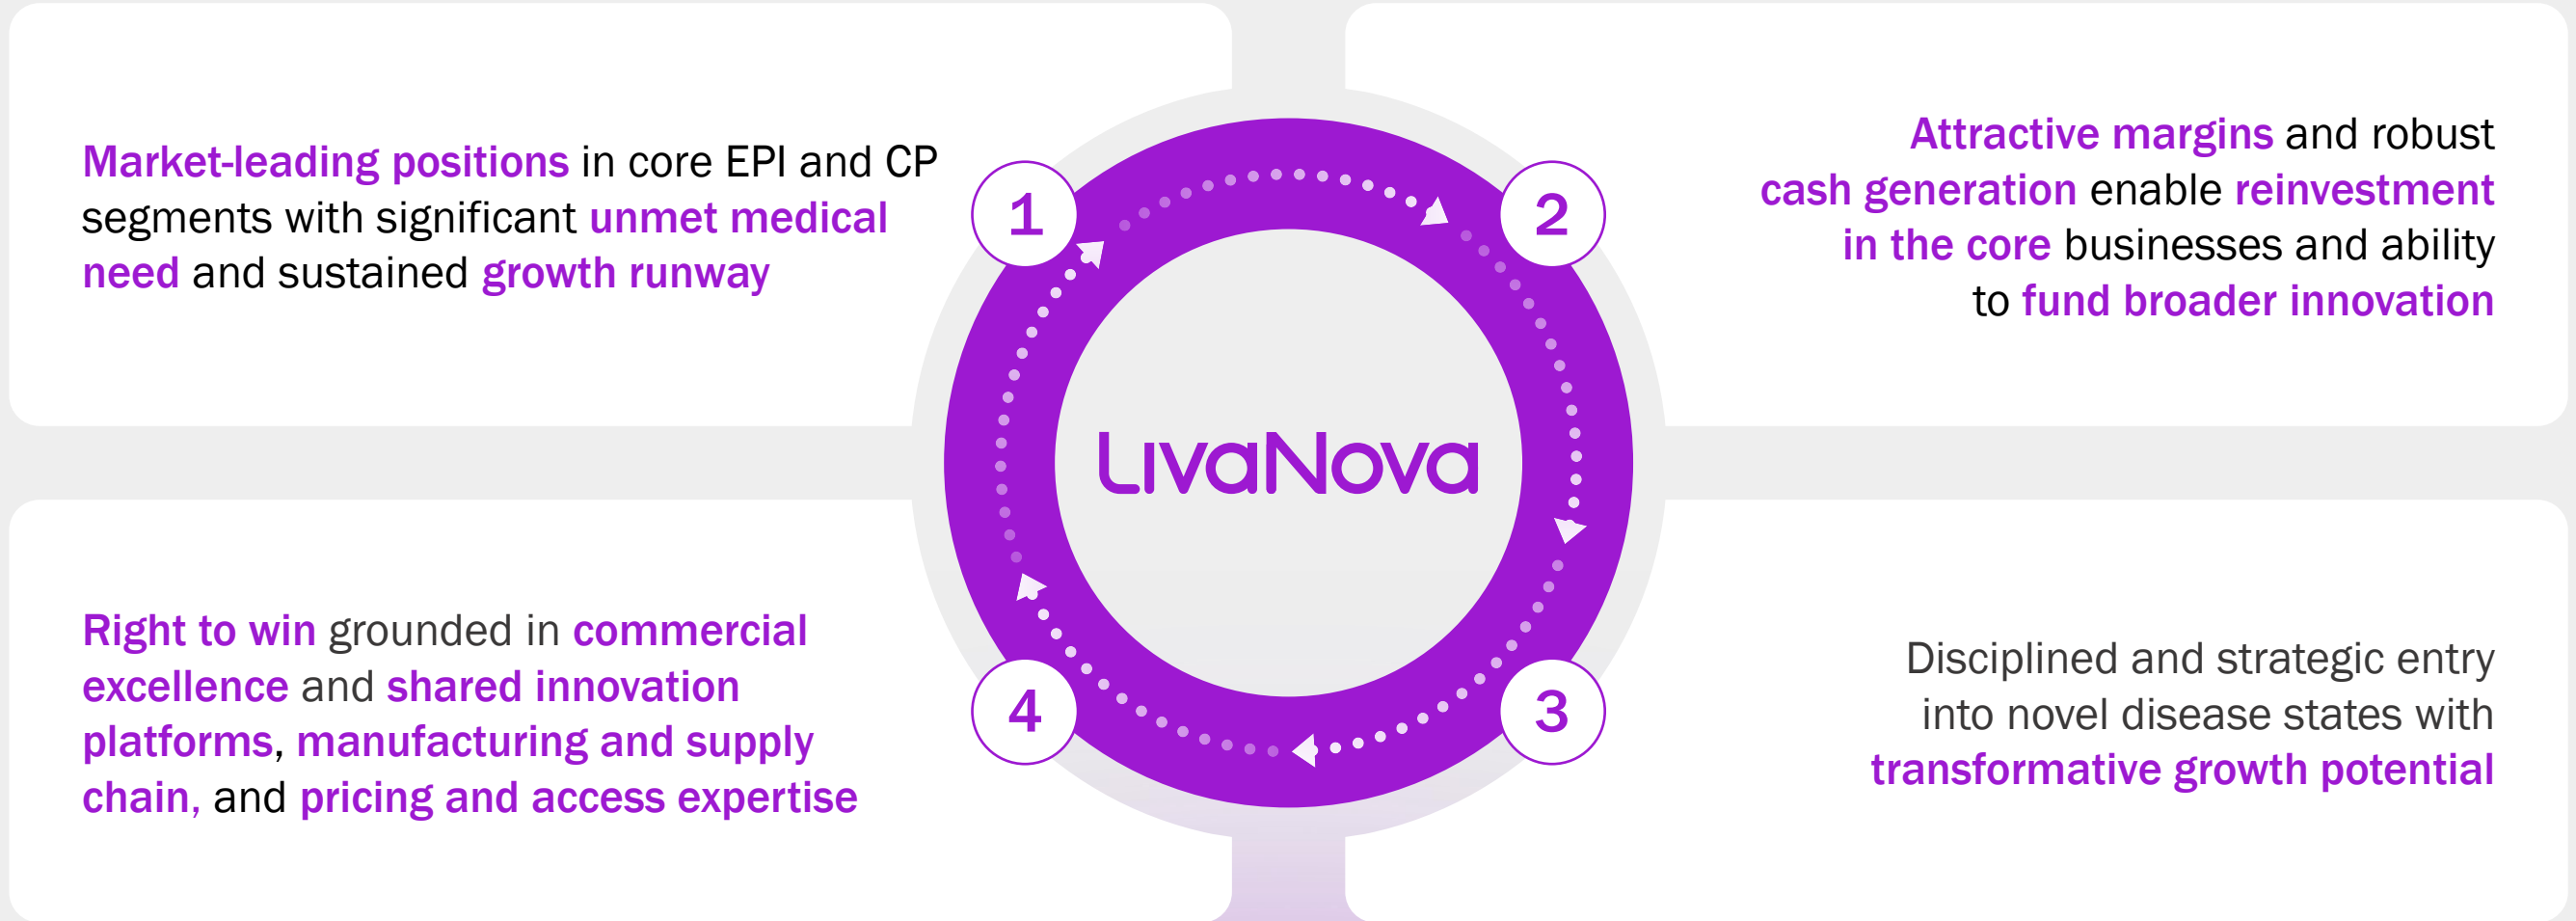 Market-leading positions in core EPI and CP
segments with significant unmet medical
need and sustained growth runway
1
2
Attractive margins and robust
cash generation enable reinvestment
in the core businesses and ability
to fund broader innovation
LivaNova
Right to win grounded in commercial
excellence and shared innovation
platforms, manufacturing and supply
chain, and pricing and access expertise
4
3
Disciplined and strategic entry
into novel disease states with
transformative growth potential